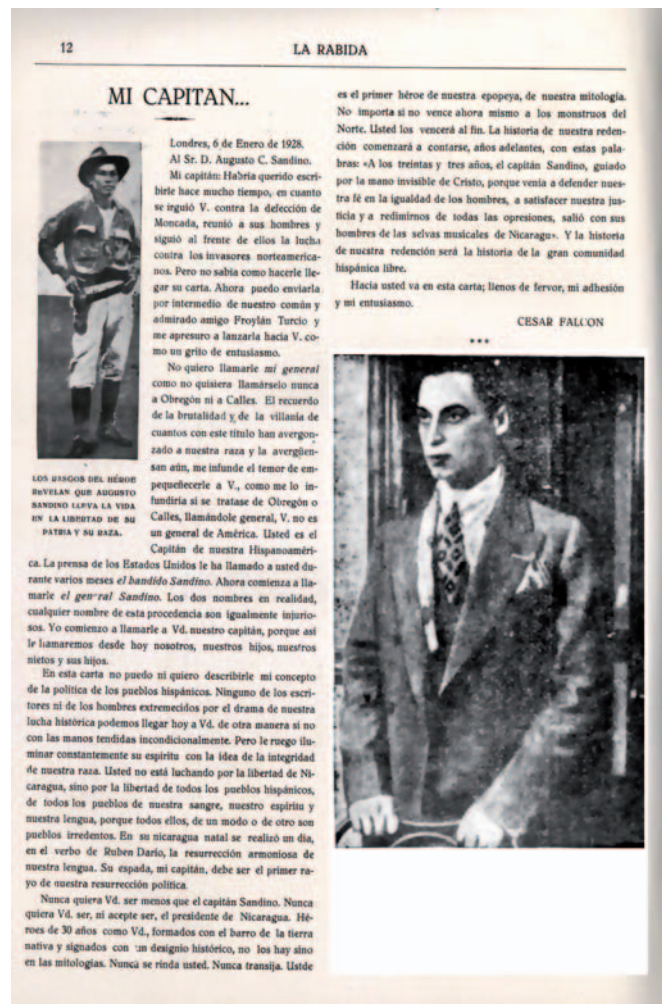 12
LA RABIDA
MI CAPITAN...
Londres, 6 de Enero de 1928.
Al Sr. D. Augusto C. Sandino.
Mi capitán: Habría querido escri-
birle hace mucho tiempo, en cuanto
se irguió V. contra la defección de
Moncada, reunió a sus hombres y
siguió al frente de ellos la lucha
contra los invasores norteamerica-
nos. Pero no sabía como hacerle lle-
gar su carta. Ahora puedo enviarla
por intermedio de nuestro común y
admirado amigo Froylán Turcio y
me apresuro a lanzarla hacia V. co-
mo un grito de entusiasmo.
No quiero llamarle mi general
como no quisiera llamárselo nunca
a Obregón ni a Calles. El recuerdo
de la brutalidad y de la villanía de
cuantos con este título han avergon-
zado a nuestra raza y la avergüen-
san aún, me infunde el temor de em-
pequeñecerle a V., como me lo in-
fundiría si se tratase de Obregón o
Calles, llamándole general, V. no es
un general de América. Usted es el
Capitán de nuestra Hispanoaméri-
ca. La prensa de los Estados Unidos le ha llamado a usted du-
rante varios meses el bandido Sandino. Ahora comienza a lla-
marle el general Sandino. Los dos nombres en realidad,
cualquier nombre de esta procedencia son igualmente injurio-
sos. Yo comienzo a llamarle a Vd. nuestro capitán, porque así
le llamaremos desde hoy nosotros, nuestros hijos, nuestros
nietos y sus hijos.
En esta carta no puedo ni quiero describirle mi concepto
de la política de los pueblos hispánicos. Ninguno de los escri-
tores ni de los hombres extremecidos por el drama de nuestra
lucha histórica podemos llegar hoy a Vd. de otra manera si no
con las manos tendidas incondicionalmente. Pero le ruego ilu-
minar constantemente su espíritu con la idea de la integridad
de nuestra raza. Usted no está luchando por la libertad de Ni-
caragua, sino por la libertad de todos los pueblos hispánicos,
de todos los pueblos de nuestra sangre, nuestro espíritu y
nuestra lengua, porque todos ellos, de un modo o de otro son
pueblos irredentos. En su nicaragua natal se realizó un día,
en el verbo de Ruben Darío, la resurrección armoniosa de
nuestra lengua. Su espada, mi capitán, debe ser el primer ra-
yo de nuestra resurrección política.
Nunca quiera Vd. ser menos que el capitán Sandino. Nunca
quiera Vd. ser, ni acepte ser, el presidente de Nicaragua. Hé-
roes de 30 años como Vd., formados con el barro de la tierra
nativa y signados con un designio histórico, no los hay sino
en las mitologías. Nunca se rinda usted. Nunca transija. Ustde
LOS RASGOS DEL HÉROE
REVELAN QUE AUGUSTO
SANDINO LLEVA LA VIDA
EN LA LIBERTAD DE SU
PATRIA Y SU RAZA.
es el primer héroe de nuestra epopeya, de nuestra mitología.
No importa si no vence ahora mismo a los monstruos del
Norte. Usted los vencerá al fin. La historia de nuestra reden-
ción comenzará a contarse, años adelantes, con estas pala-
bras: «A los treintas y tres años, el capitán Sandino, guiado
por la mano invisible de Cristo, porque venía a defender nues-
tra fé en la igualdad de los hombres, a satisfacer nuestra jus-
ticia y a redimirnos de todas las opresiones, salió con sus
hombres de las selvas musicales de Nicaragu». Y la historia
de nuestra redención será la historia de la gran comunidad
hispánica libre.
Hacia usted va en esta carta; llenos de fervor, mi adhesión
y mi entusiasmo.
CESAR FALCON
***